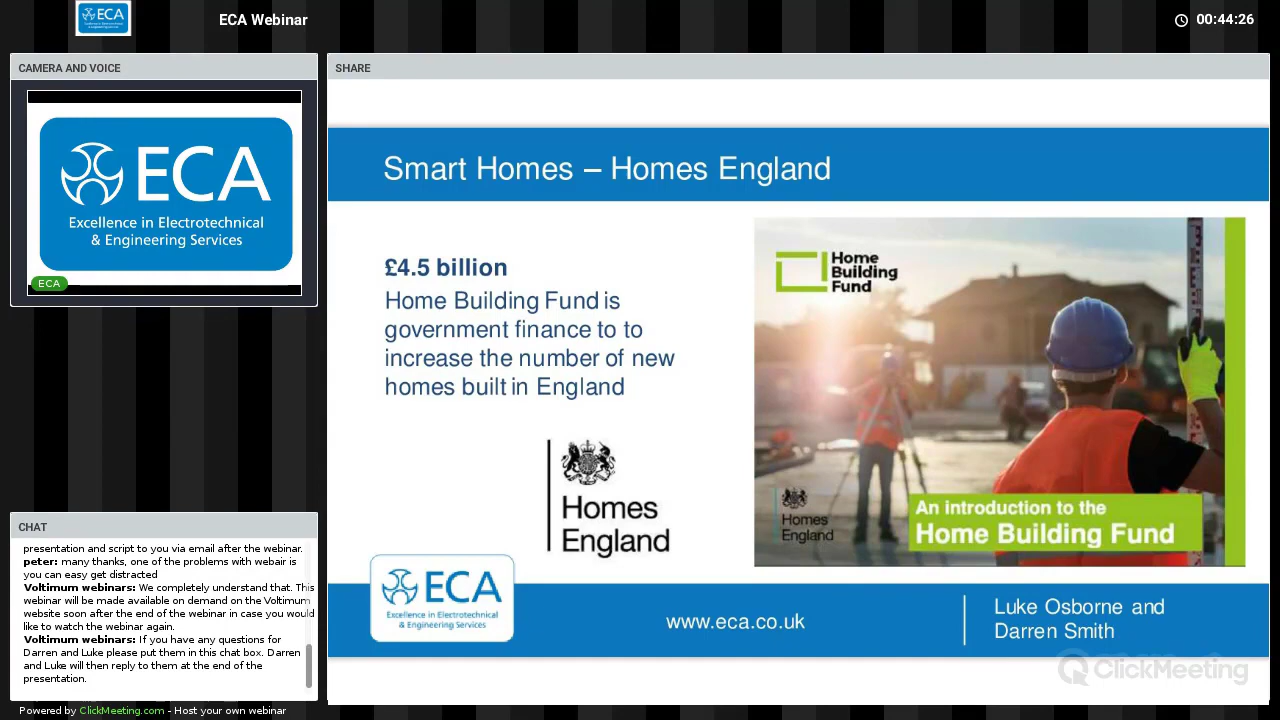 ECA
ECA Webinar
00:44:26
CAMERA AND VOICE
ECA
Excellence in Electrotechnical
& Engineering Services
ECA
SHARE
Smart Homes – Homes England
£4.5 billion
Home Building Fund is
government finance to to
increase the number of new
homes built in England
Homes
England
Home
Building
Fund
Homes
England
An introduction to the
Home Building Fund
ECA
Excellence in Electrotechnical
& Engineering Services
www.eca.co.uk
Luke Osborne and
Darren Smith
ClickMeeting
CHAT
presentation and script to you via email after the webinar.
peter: many thanks, one of the problems with webair is
you can easy get distracted
Voltimum webinars: We completely understand that. This
webinar will be made available on demand on the Voltimum
website soon after the end of the webinar in case you would
like to watch the webinar again.
Voltimum webinars: If you have any questions for
Darren and Luke please put them in this chat box. Darren
and Luke will then reply to them at the end of the
presentation.
Powered by ClickMeeting.com - Host your own webinar